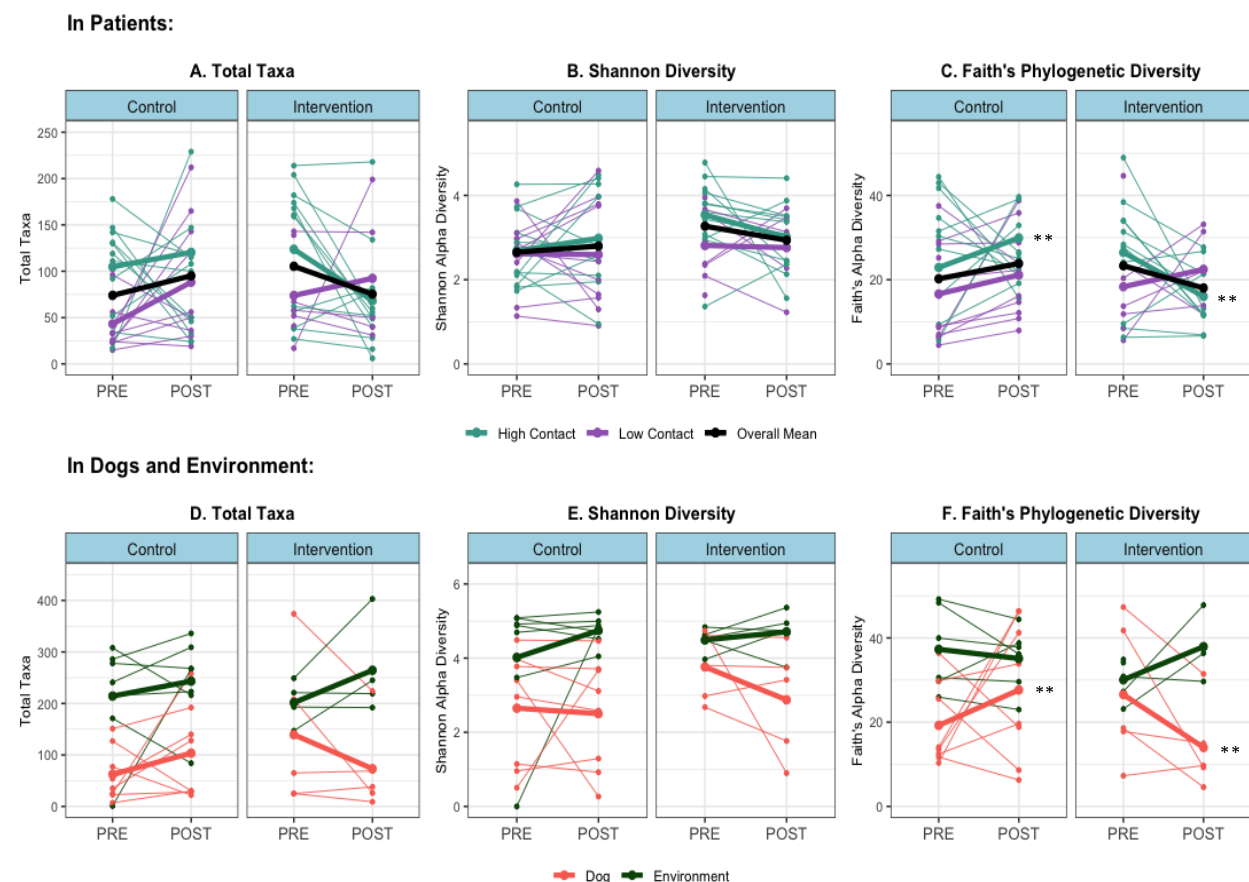 In Patients:
A. Total Taxa
Control
Intervention
Total Taxa
250
200
150
100
50
0
PRE
POST
PRE
POST
B. Shannon Diversity
Control
Intervention
Shannon Alpha Diversity
4
2
0
PRE
POST
PRE
POST
C. Faith's Phylogenetic Diversity
Control
Intervention
Faith's Alpha Diversity
40
20
0
**
**
PRE
POST
PRE
POST
High Contact
Low Contact
Overall Mean
In Dogs and Environment:
D. Total Taxa
Control
Intervention
Total Taxa
400
300
200
100
0
PRE
POST
PRE
POST
E. Shannon Diversity
Control
Intervention
Shannon Alpha Diversity
6
4
2
0
PRE
POST
PRE
POST
F. Faith's Phylogenetic Diversity
Control
Intervention
Faith's Alpha Diversity
40
20
0
**
**
PRE
POST
PRE
POST
Dog
Environment